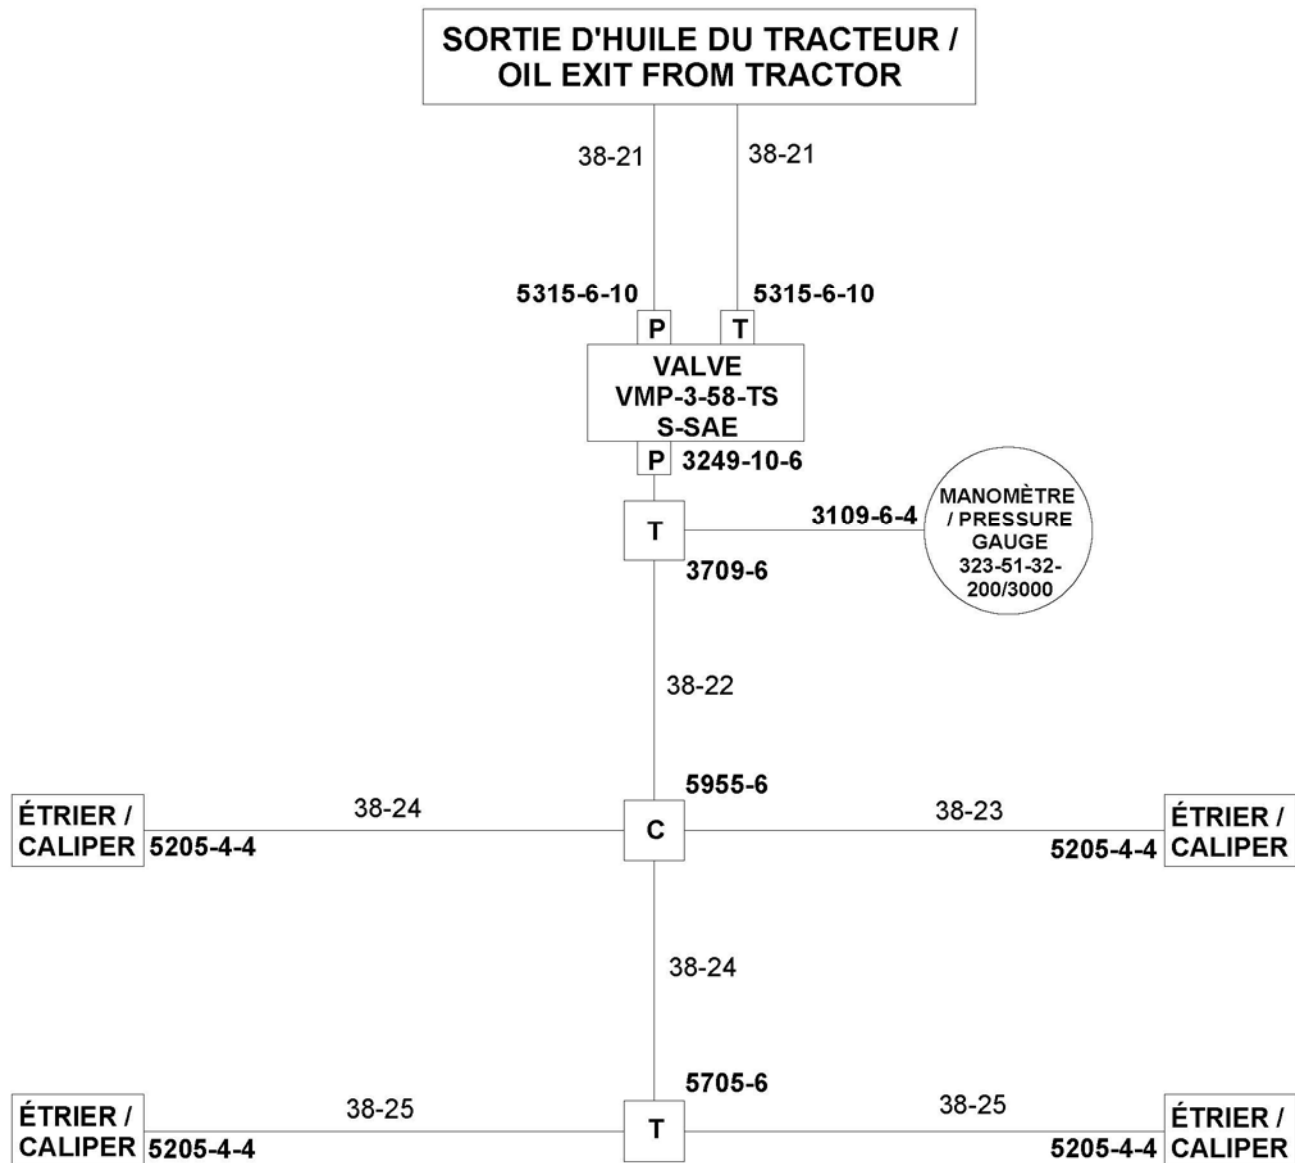 SORTIE D'HUILE DU TRACTEUR /
OIL EXIT FROM TRACTOR
38-21
38-21
5315-6-10
5315-6-10
P
T
VALVE
VMP-3-58-TS
S-SAE
P
3249-10-6
T
3109-6-4
MANOMÈTRE
/ PRESSURE
GAUGE
323-51-32-
200/3000
3709-6
38-22
5955-6
ÉTRIER /
CALIPER
5205-4-4
38-24
C
38-23
5205-4-4
ÉTRIER /
CALIPER
38-24
5705-6
ÉTRIER /
CALIPER
5205-4-4
38-25
T
38-25
5205-4-4
ÉTRIER /
CALIPER